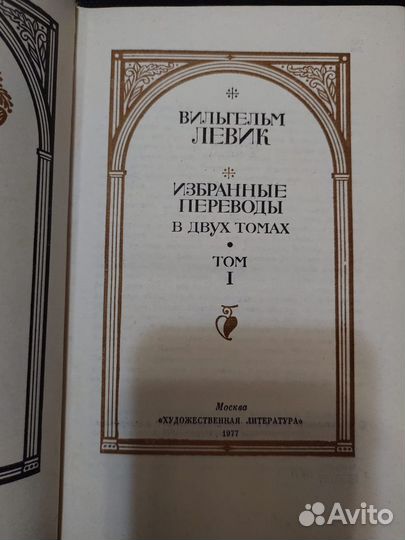 ВИЛЬГЕЛЬМ
ЛЕВИК
ИЗБРАННЫЕ
ПЕРЕВОДЫ
В ДВУХ ТОМАХ
•
ТОМ
I
Москва
«ХУДОЖЕСТВЕННАЯ ЛИТЕРАТУРА»
1977
Avito